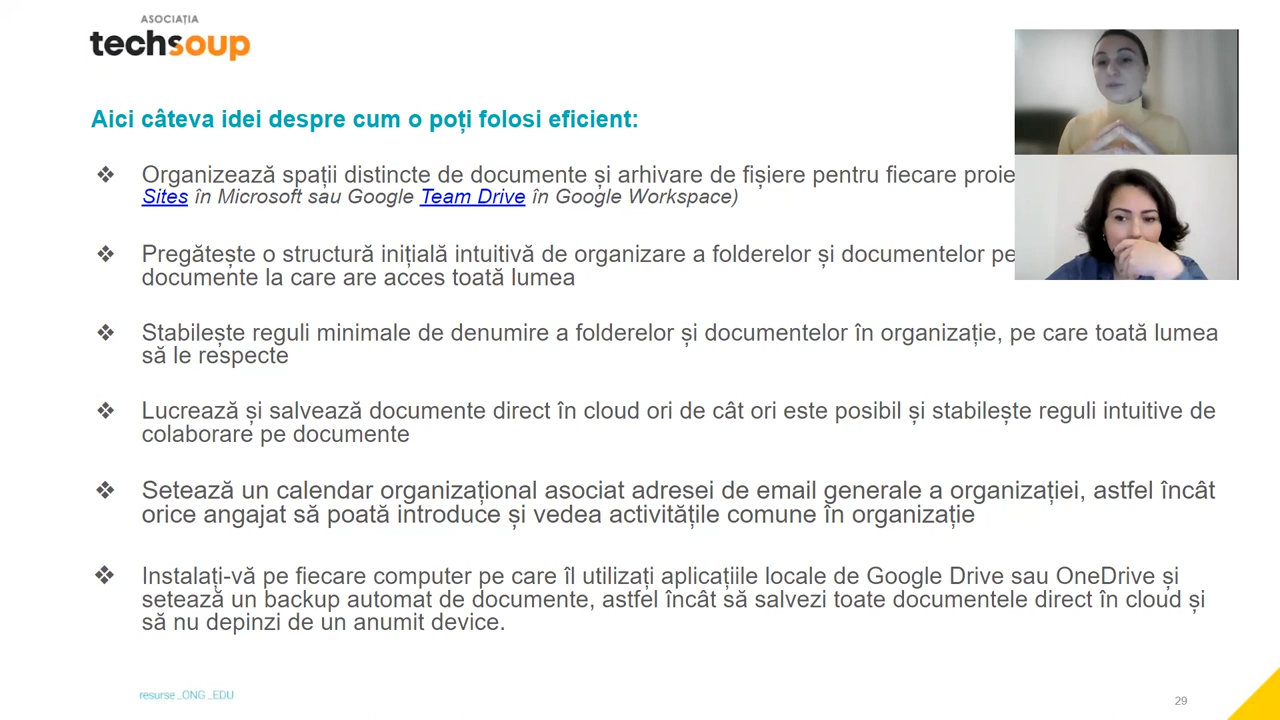 ASOCIAȚIA
techsoup
Aici câteva idei despre cum o poți folosi eficient:
❖ Organizează spații distincte de documente și arhivare de fișiere pentru fiecare
Sites în Microsoft sau Google Team Drive în Google Workspace)
❖ Pregătește o structură inițială intuitivă de organizare a folderelor și documentelor
documente la care are acces toată lumea
❖ Stabilește reguli minimale de denumire a folderelor și documentelor în organizație, pe care toată lumea
să le respecte
❖ Lucrează și salvează documente direct în cloud ori de cât ori este posibil și stabilește reguli intuitive de
colaborare pe documente
❖ Setează un calendar organizațional asociat adresei de email generale a organizației, astfel încât
orice angajat să poată introduce și vedea activitățile comune în organizație
❖ Instalați-vă pe fiecare computer pe care îl utilizați aplicațiile locale de Google Drive sau OneDrive și
setează un backup automat de documente, astfel încât să salvezi toate documentele direct în cloud și
să nu depinzi de un anumit device.
resurse _ONG _EDU
29